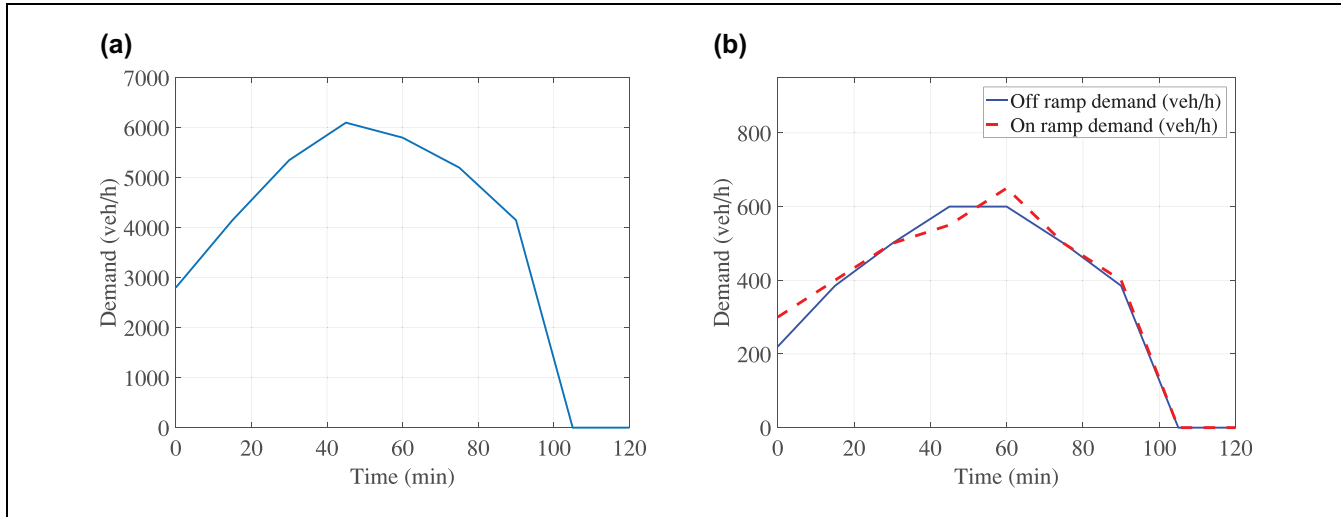 (a)
7000
6000
5000
4000
3000
2000
1000
0
Demand (veh/h)
0 20 40 60 80 100 120
Time (min)
(b)
Off ramp demand (veh/h)
On ramp demand (veh/h)
800
600
400
200
0
Demand (veh/h)
0 20 40 60 80 100 120
Time (min)